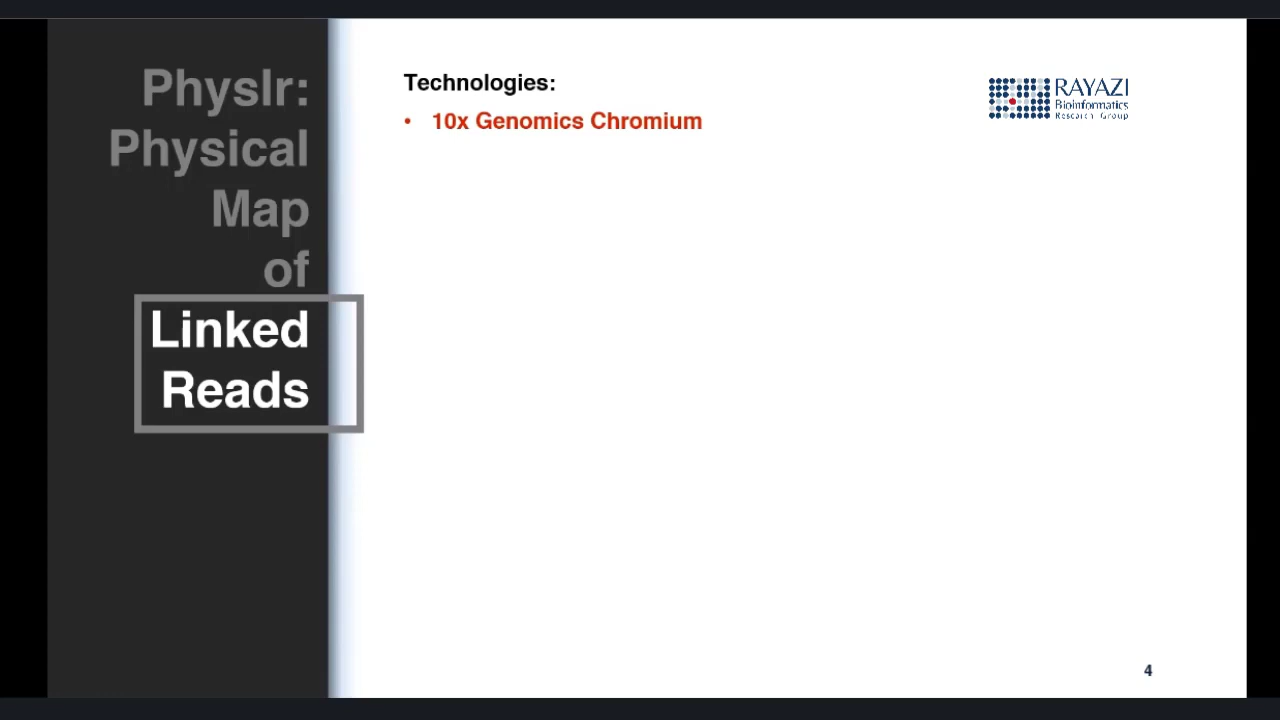 Physlr:
Physical
Map
of
Linked
Reads
Technologies:
• 10x Genomics Chromium
RAYAZI
Bioinformatics
Research Group
4